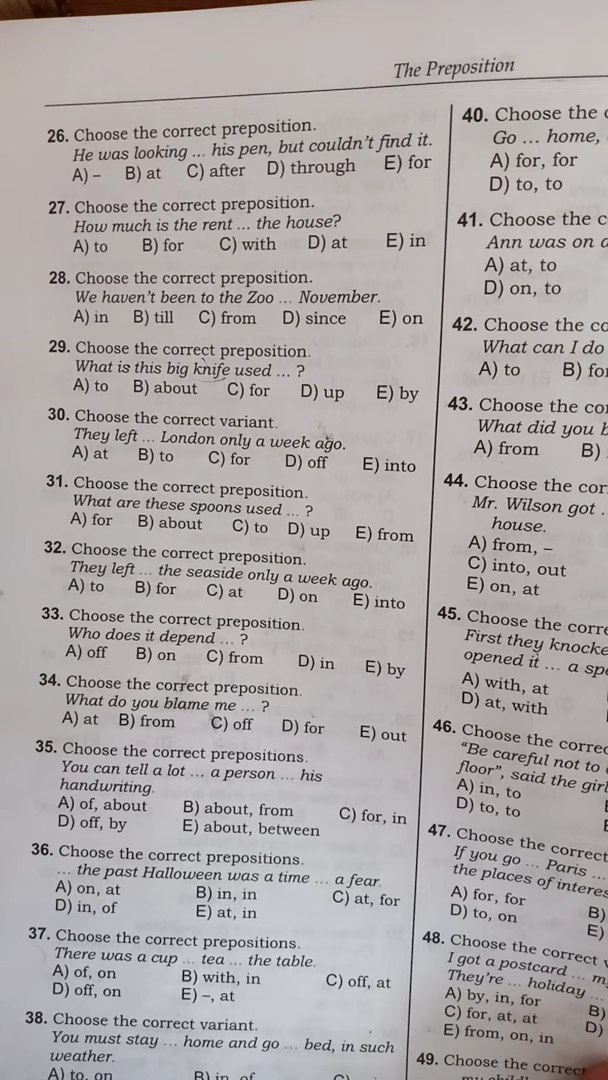 The Preposition
26. Choose the correct preposition.
He was looking ... his pen, but couldn't find it.
A) – B) at C) after D) through E) for
27. Choose the correct preposition.
How much is the rent ... the house?
A) to B) for C) with D) at E) in
28. Choose the correct preposition.
We haven't been to the Zoo ... November.
A) in B) till C) from D) since E) on
29. Choose the correct preposition.
What is this big knife used ... ?
A) to B) about C) for D) up E) by
30. Choose the correct variant.
They left ... London only a week ago.
A) at B) to C) for D) off E) into
31. Choose the correct preposition.
What are these spoons used ... ?
A) for B) about C) to D) up E) from
32. Choose the correct preposition.
They left ... the seaside only a week ago.
A) to B) for C) at D) on E) into
33. Choose the correct preposition.
Who does it depend ... ?
A) off B) on C) from D) in E) by
34. Choose the correct preposition.
What do you blame me ... ?
A) at B) from C) off D) for E) out
35. Choose the correct prepositions.
You can tell a lot ... a person ... his
handwriting.
A) of, about B) about, from C) for, in
D) off, by E) about, between
36. Choose the correct prepositions.
... the past Halloween was a time ... a fear.
A) on, at B) in, in C) at, for
D) in, of E) at, in
37. Choose the correct prepositions.
There was a cup ... tea ... the table.
A) of, on B) with, in C) off, at
D) off, on E) –, at
38. Choose the correct variant.
You must stay ... home and go ... bed, in such
weather.
A) to, on B) in, of C)
40. Choose the
Go ... home,
A) for, for
D) to, to
41. Choose the
Ann was on
A) at, to
D) on, to
42. Choose the
What can I do
A) to B)
43. Choose the
What did you
A) from B)
44. Choose the
Mr. Wilson got
house.
A) from, –
C) into, out
E) on, at
45. Choose the
First they
opened it ... a
A) with, at
D) at, with
46. Choose the
"Be careful not to
floor", said the
A) in, to
D) to, to
47. Choose the correct
If you go ... Paris ...
the places of
A) for, for B)
D) to, on E)
48. Choose the correct
I got a postcard ...
They're ... holiday ...
A) by, in, for B)
C) for, at, at D)
E) from, on, in
49. Choose the correct